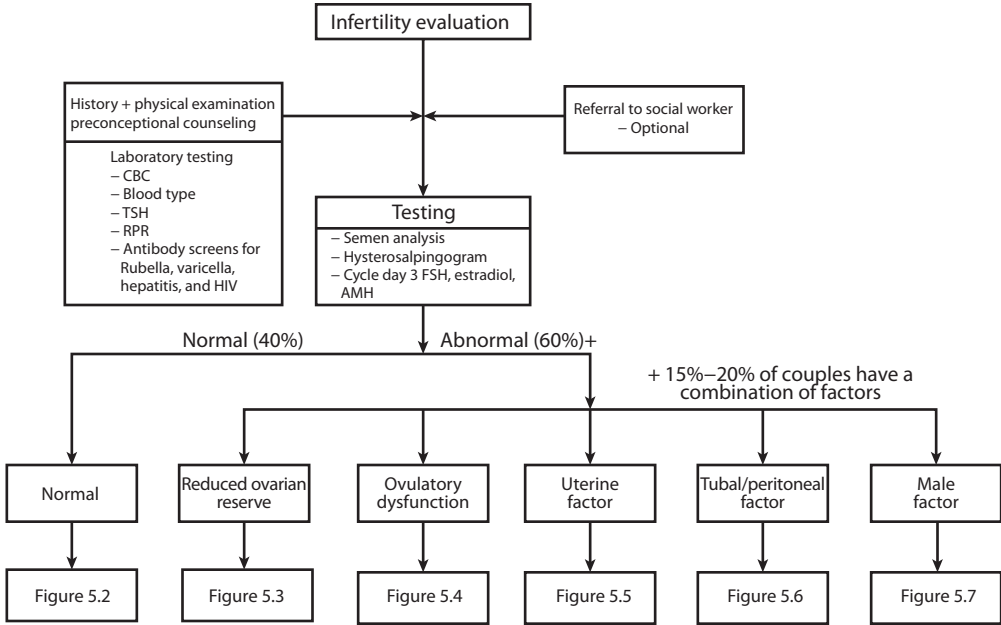 Infertility evaluation
History + physical examination
preconceptional counseling
Laboratory testing
– CBC
– Blood type
– TSH
– RPR
– Antibody screens for
Rubella, varicella,
hepatitis, and HIV
Referral to social worker
– Optional
Testing
– Semen analysis
– Hysterosalpingogram
– Cycle day 3 FSH, estradiol,
AMH
Normal (40%)
Abnormal (60%)+
+ 15%–20% of couples have a
combination of factors
Normal
Reduced ovarian
reserve
Ovulatory
dysfunction
Uterine
factor
Tubal/peritoneal
factor
Male
factor
Figure 5.2
Figure 5.3
Figure 5.4
Figure 5.5
Figure 5.6
Figure 5.7